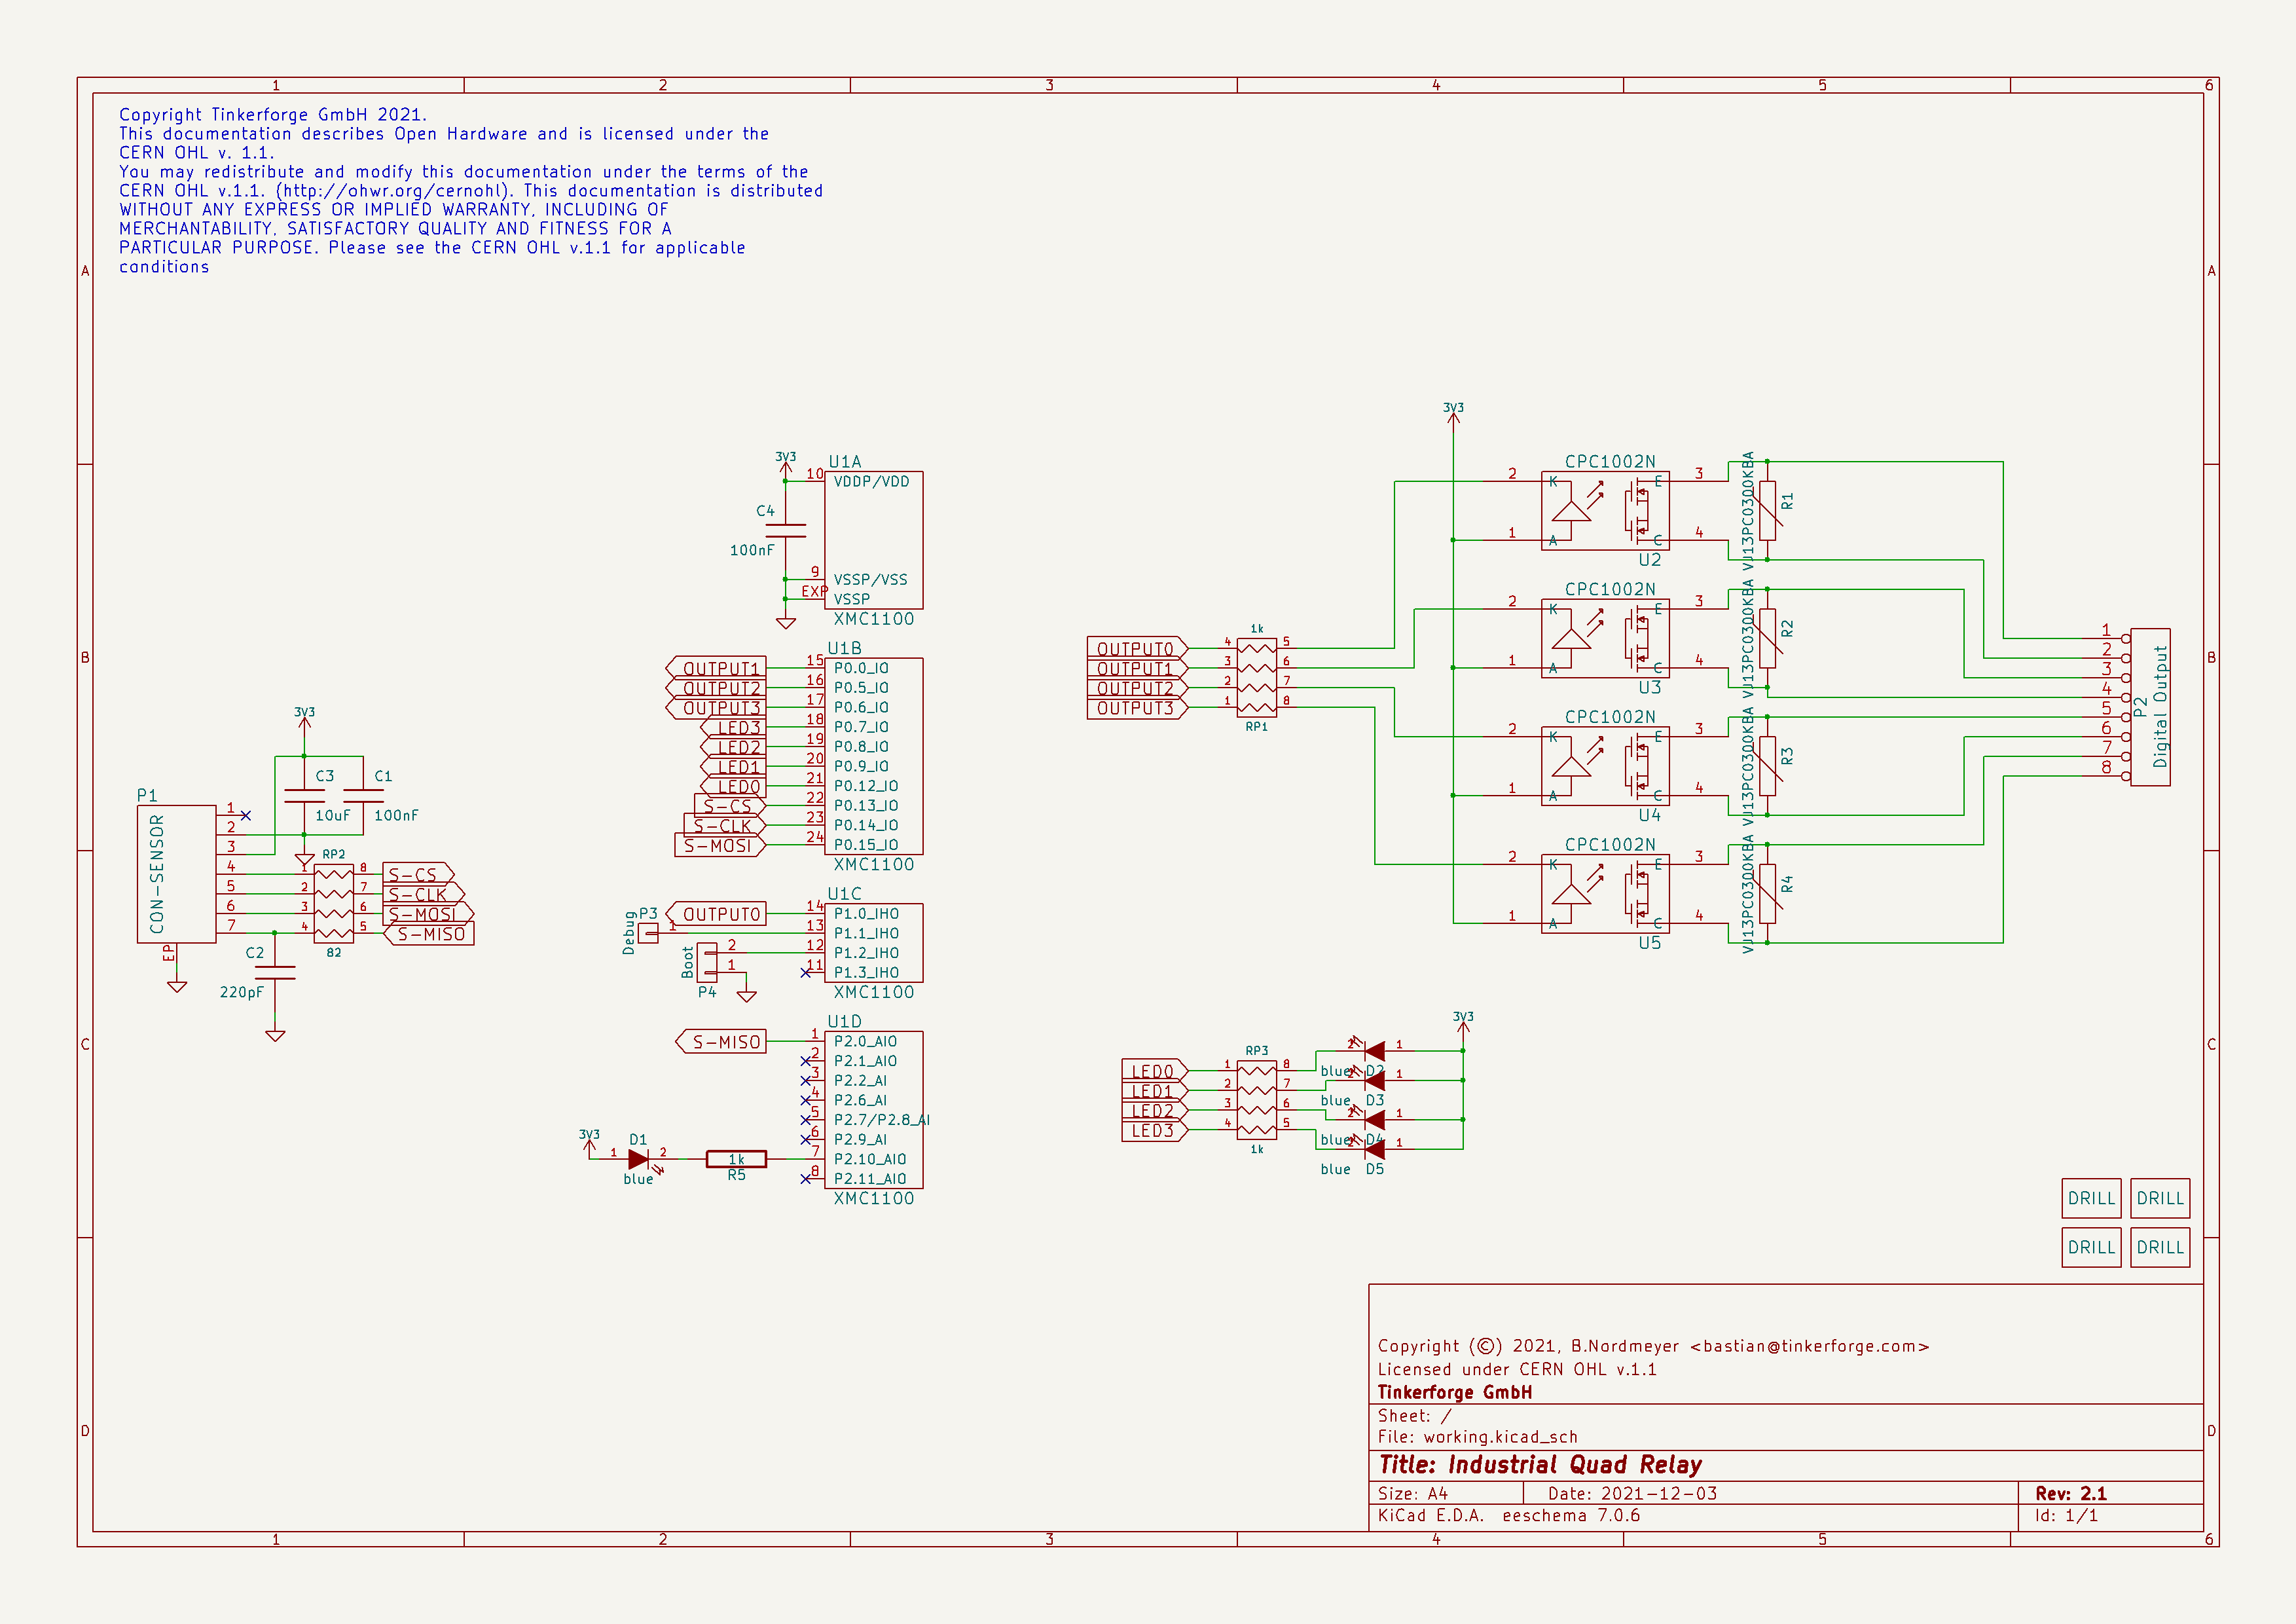 1 2 3 4 5 6
Copyright Tinkerforge GmbH 2021.
This documentation describes Open Hardware and is licensed under the
CERN OHL v. 1.1.
You may redistribute and modify this documentation under the terms of the
CERN OHL v.1.1. (http://ohwr.org/cernohl). This documentation is distributed
WITHOUT ANY EXPRESS OR IMPLIED WARRANTY, INCLUDING OF
MERCHANTABILITY, SATISFACTORY QUALITY AND FITNESS FOR A
PARTICULAR PURPOSE. Please see the CERN OHL v.1.1 for applicable
conditions
A A
B B
C C
D D
3V3
C3
10uF
C1
100nF
P1
CON-SENSOR
1
2
3
4
5
6
7
EP
RP2
1 8 S-CS
2 7 S-CLK
3 6 S-MOSI
4 5 S-MISO
82
C2
220pF
3V3
U1A
10 VDDP/VDD
C4
100nF
9 VSSP/VSS
EXP VSSP
XMC1100
U1B
OUTPUT1 15 P0.0_IO
OUTPUT2 16 P0.5_IO
OUTPUT3 17 P0.6_IO
LED3 18 P0.7_IO
LED2 19 P0.8_IO
LED1 20 P0.9_IO
LED0 21 P0.12_IO
S-CS 22 P0.13_IO
S-CLK 23 P0.14_IO
S-MOSI 24 P0.15_IO
XMC1100
U1C
Debug P3 1
OUTPUT0 14 P1.0_IHO
13 P1.1_IHO
Boot 2 12 P1.2_IHO
1 11 P1.3_IHO
P4
XMC1100
U1D
S-MISO 1 P2.0_AIO
2 P2.1_AIO
3 P2.2_AI
4 P2.6_AI
5 P2.7/P2.8_AI
6 P2.9_AI
7 P2.10_AIO
8 P2.11_AIO
XMC1100
3V3
D1
1 2
blue
1k
R5
1k
OUTPUT0 4 5
OUTPUT1 3 6
OUTPUT2 2 7
OUTPUT3 1 8
RP1
3V3
CPC1002N
2 K E 3
1 A C 4
U2
VJ13PC0300KBA
R1
CPC1002N
2 K E 3
1 A C 4
U3
VJ13PC0300KBA
R2
CPC1002N
2 K E 3
1 A C 4
U4
VJ13PC0300KBA
R3
CPC1002N
2 K E 3
1 A C 4
U5
VJ13PC0300KBA
R4
1
2
3
4
5
6
7
8
P2
Digital Output
3V3
RP3
LED0 1 8
LED1 2 7
LED2 3 6
LED3 4 5
1k
2 1
blue D2
2 1
blue D3
2 1
blue D4
2 1
blue D5
DRILL DRILL
DRILL DRILL
Copyright (©) 2021, B.Nordmeyer <bastian@tinkerforge.com>
Licensed under CERN OHL v.1.1
Tinkerforge GmbH
Sheet: /
File: working.kicad_sch
Title: Industrial Quad Relay
Size: A4 Date: 2021-12-03 Rev: 2.1
KiCad E.D.A. eeschema 7.0.6 Id: 1/1
1 2 3 4 5 6